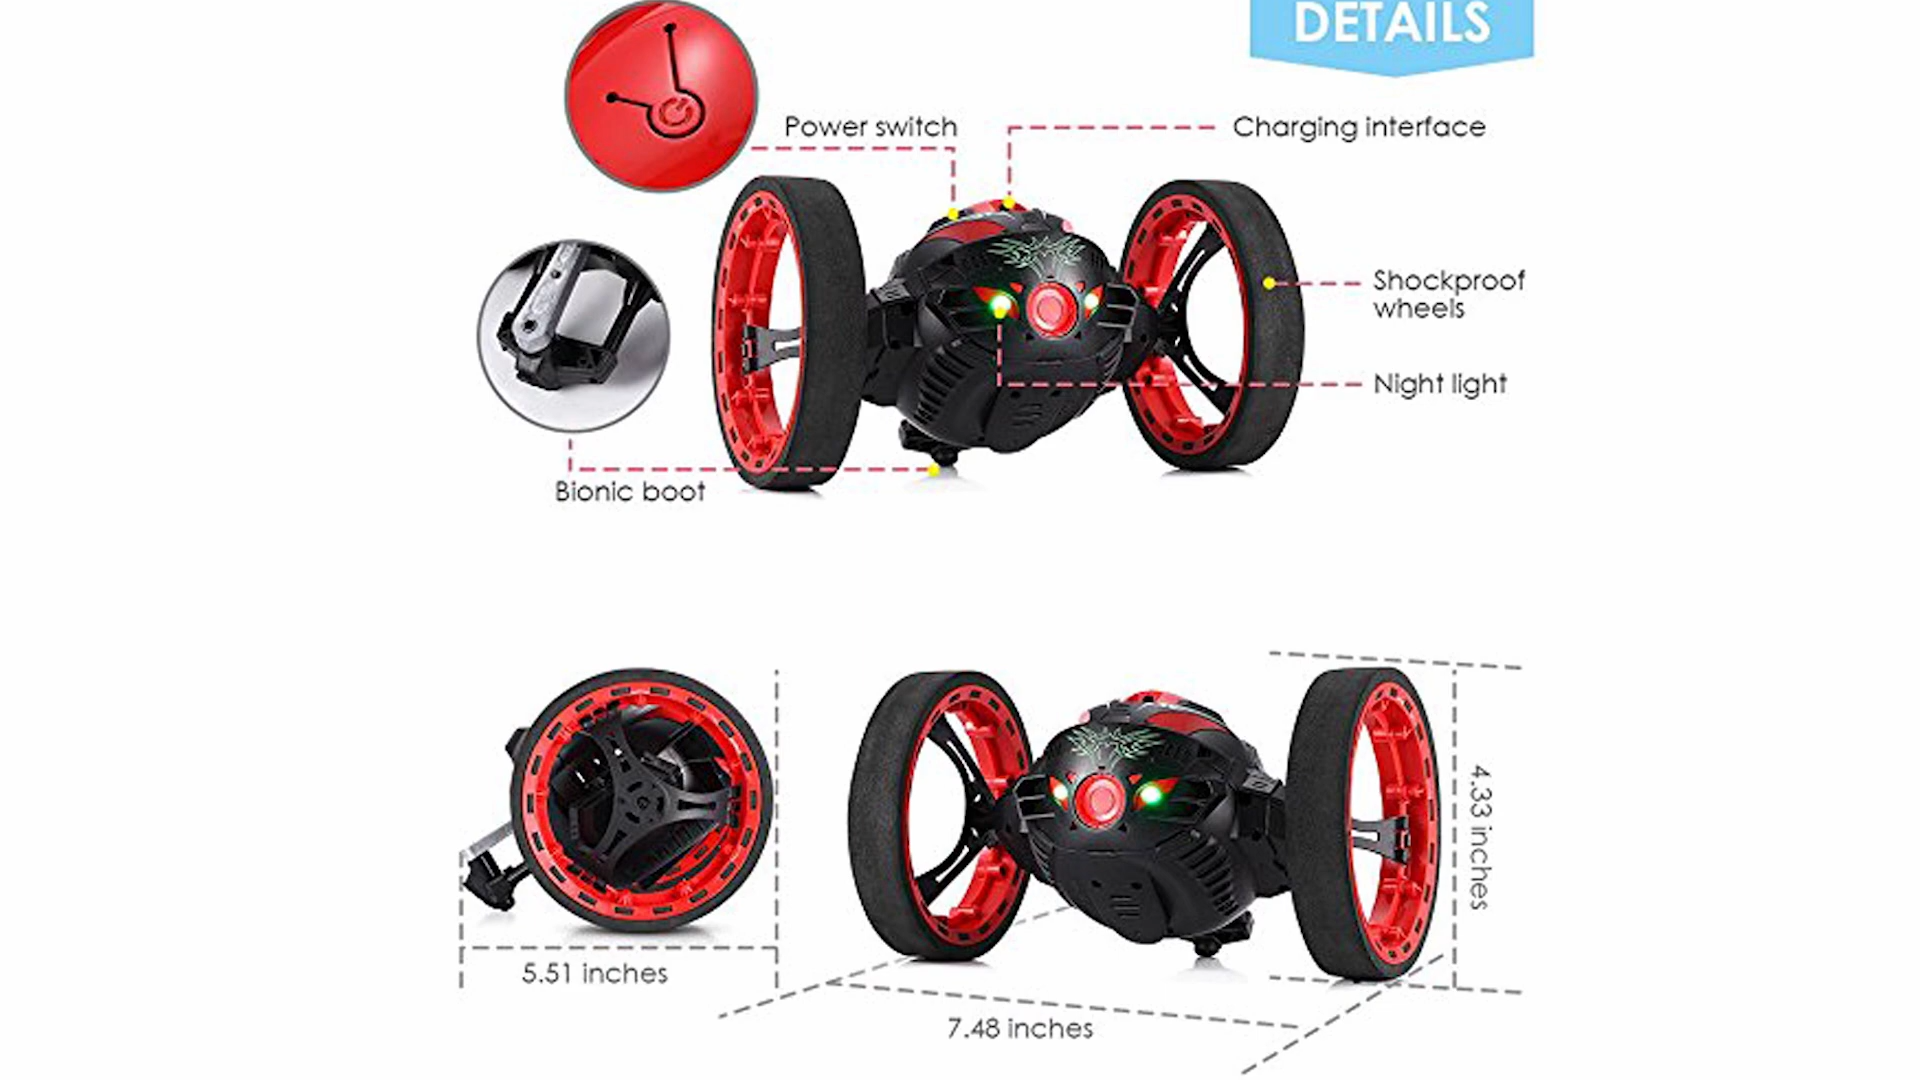 DETAILS
Power switch
Charging interface
Shockproof
wheels
Night light
Bionic boot
4.33 inches
5.51 inches
7.48 inches